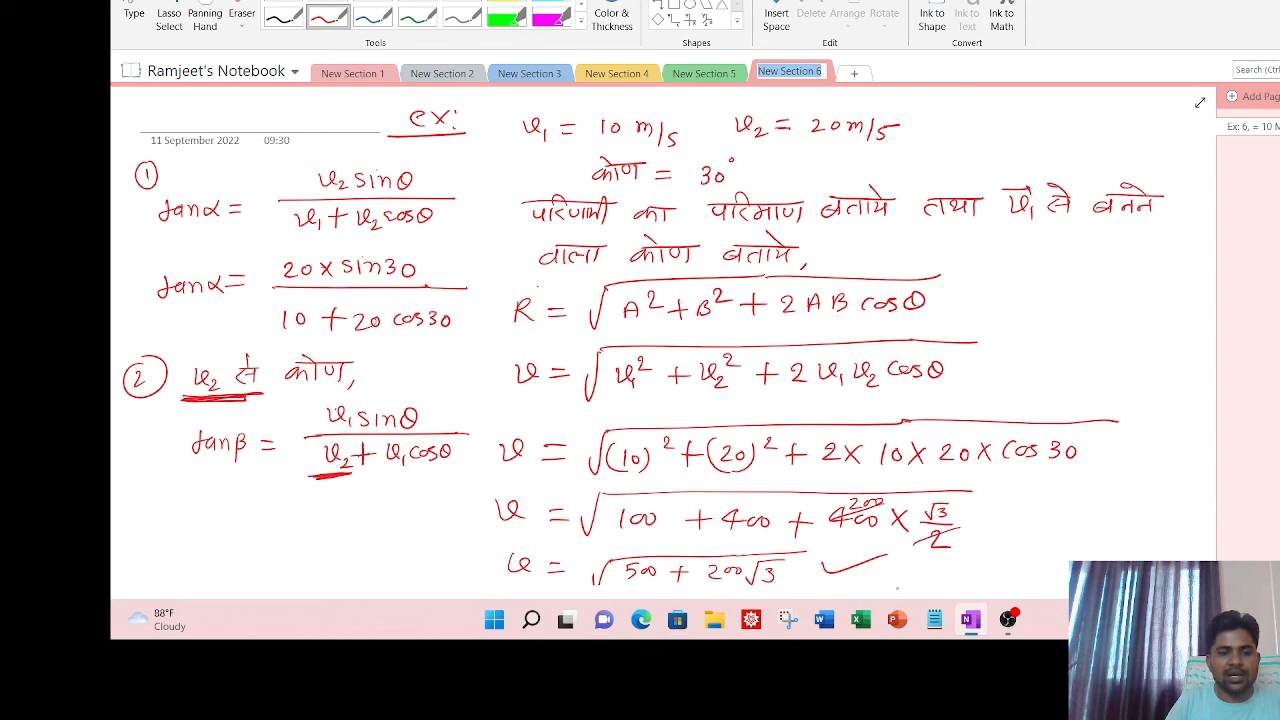 Type Lasso Select Panning Hand Eraser Color & Thickness Insert Space Delete Arrange Rotate Ink to Shape Ink to Text Ink to Math
Tools Shapes Edit Convert
Ramjeet's Notebook New Section 1 New Section 2 New Section 3 New Section 4 New Section 5 New Section 6 + Search (Ctrl
Add Pag
Ex: 6, = 10 M
11 September 2022 09:30
ex: v₁ = 10 m/s v₂ = 20 m/s
कोण = 30°
परिणामी का परिमाण बताये तथा v⃗₁ से बनने
वाला कोण बताये,
① tanα = v₂ sinθ / v₁ + v₂ cosθ
tanα = 20 × sin30 / 10 + 20 cos30
② v₂ से कोण,
tanβ = v₁ sinθ / v₂ + v₁ cosθ
R = √(A² + B² + 2 A B cosθ)
v = √(v₁² + v₂² + 2 v₁ v₂ cosθ)
v = √((10)² + (20)² + 2 × 10 × 20 × cos 30)
v = √(100 + 400 + 400 200 × √3/2)
v = √(500 + 200√3) ✓
88°F
Cloudy